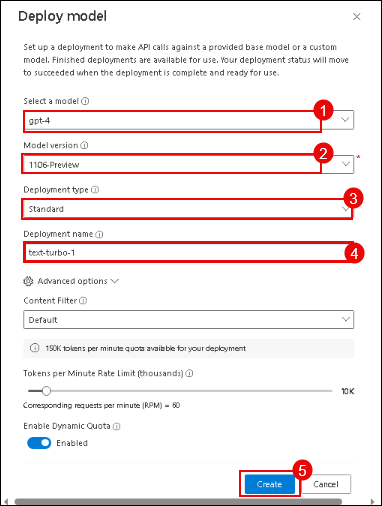 Deploy model
Set up a deployment to make API calls against a provided base model or a custom
model. Finished deployments are available for use. Your deployment status will move
to succeeded when the deployment is complete and ready for use.
Select a model
1
gpt-4
Model version
2
1106-Preview
*
Deployment type
3
Standard
Deployment name
text-turbo-1
4
Advanced options
Content Filter
Default
150K tokens per minute quota available for your deployment
Tokens per Minute Rate Limit (thousands)
10K
Corresponding requests per minute (RPM) = 60
Enable Dynamic Quota
Enabled
5
Create
Cancel